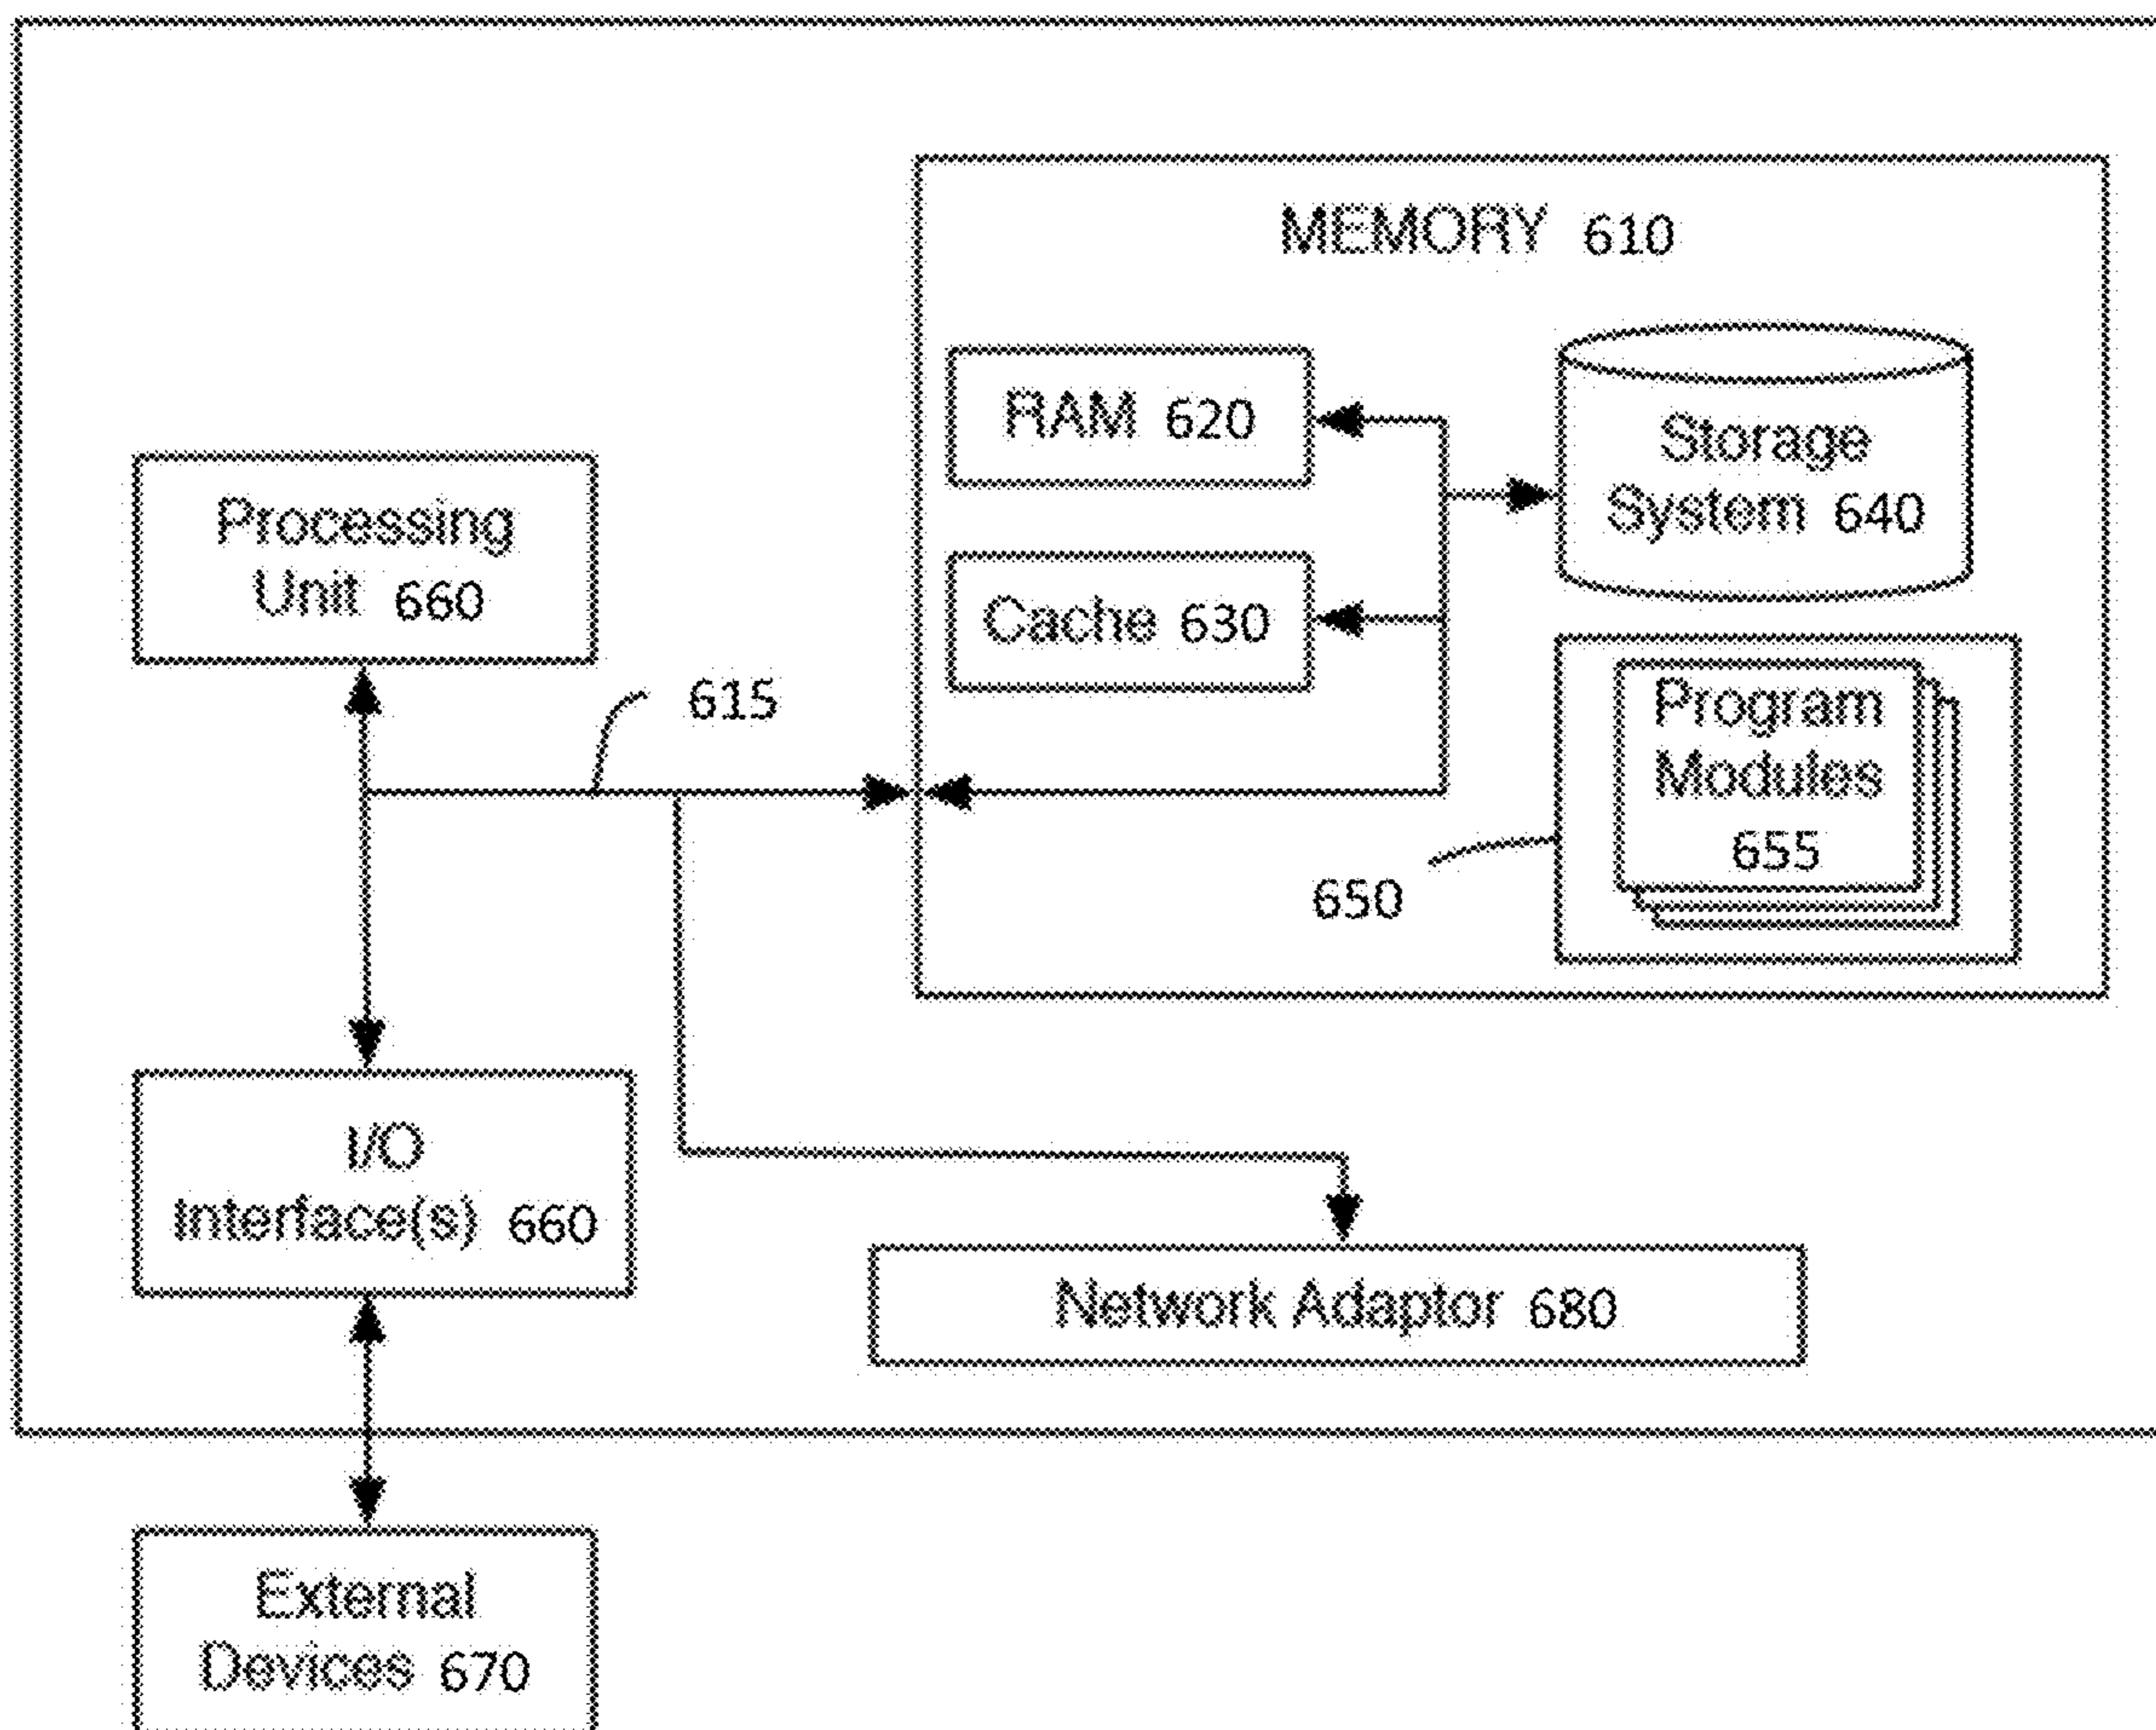 MEMORY 610
RAM 620
Storage
System 640
Processing
Unit 660
Cache 630
615
Program
Modules
655
650
I/O
Interface(s) 660
Network Adaptor 680
External
Devices 670